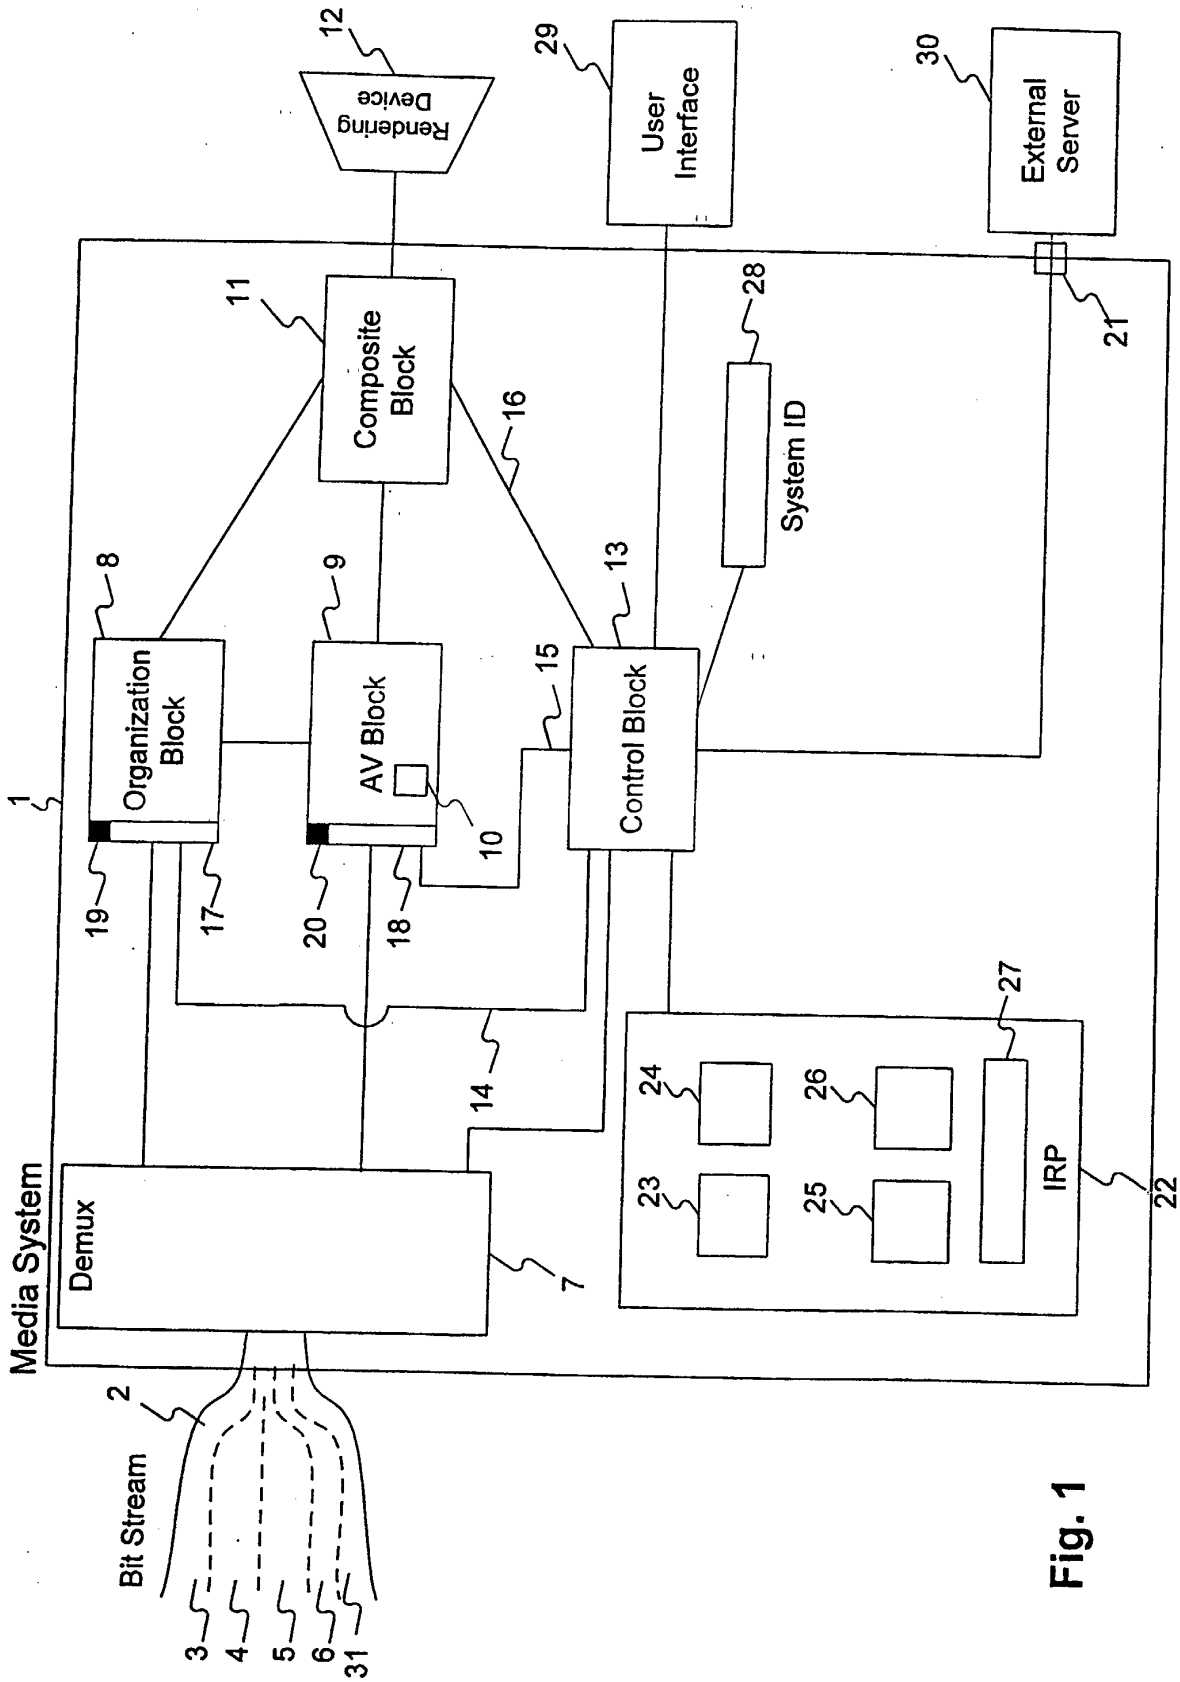 Media System
1
Bit Stream
2
3
4
5
6
31
Demux
7
19
17
Organization
Block
8
20
18
AV Block
9
10
14
15
Composite
Block
11
16
Rendering
Device
12
Control Block
13
User
Interface
29
System ID
28
External
Server
30
21
23
24
25
26
27
IRP
22
Fig. 1